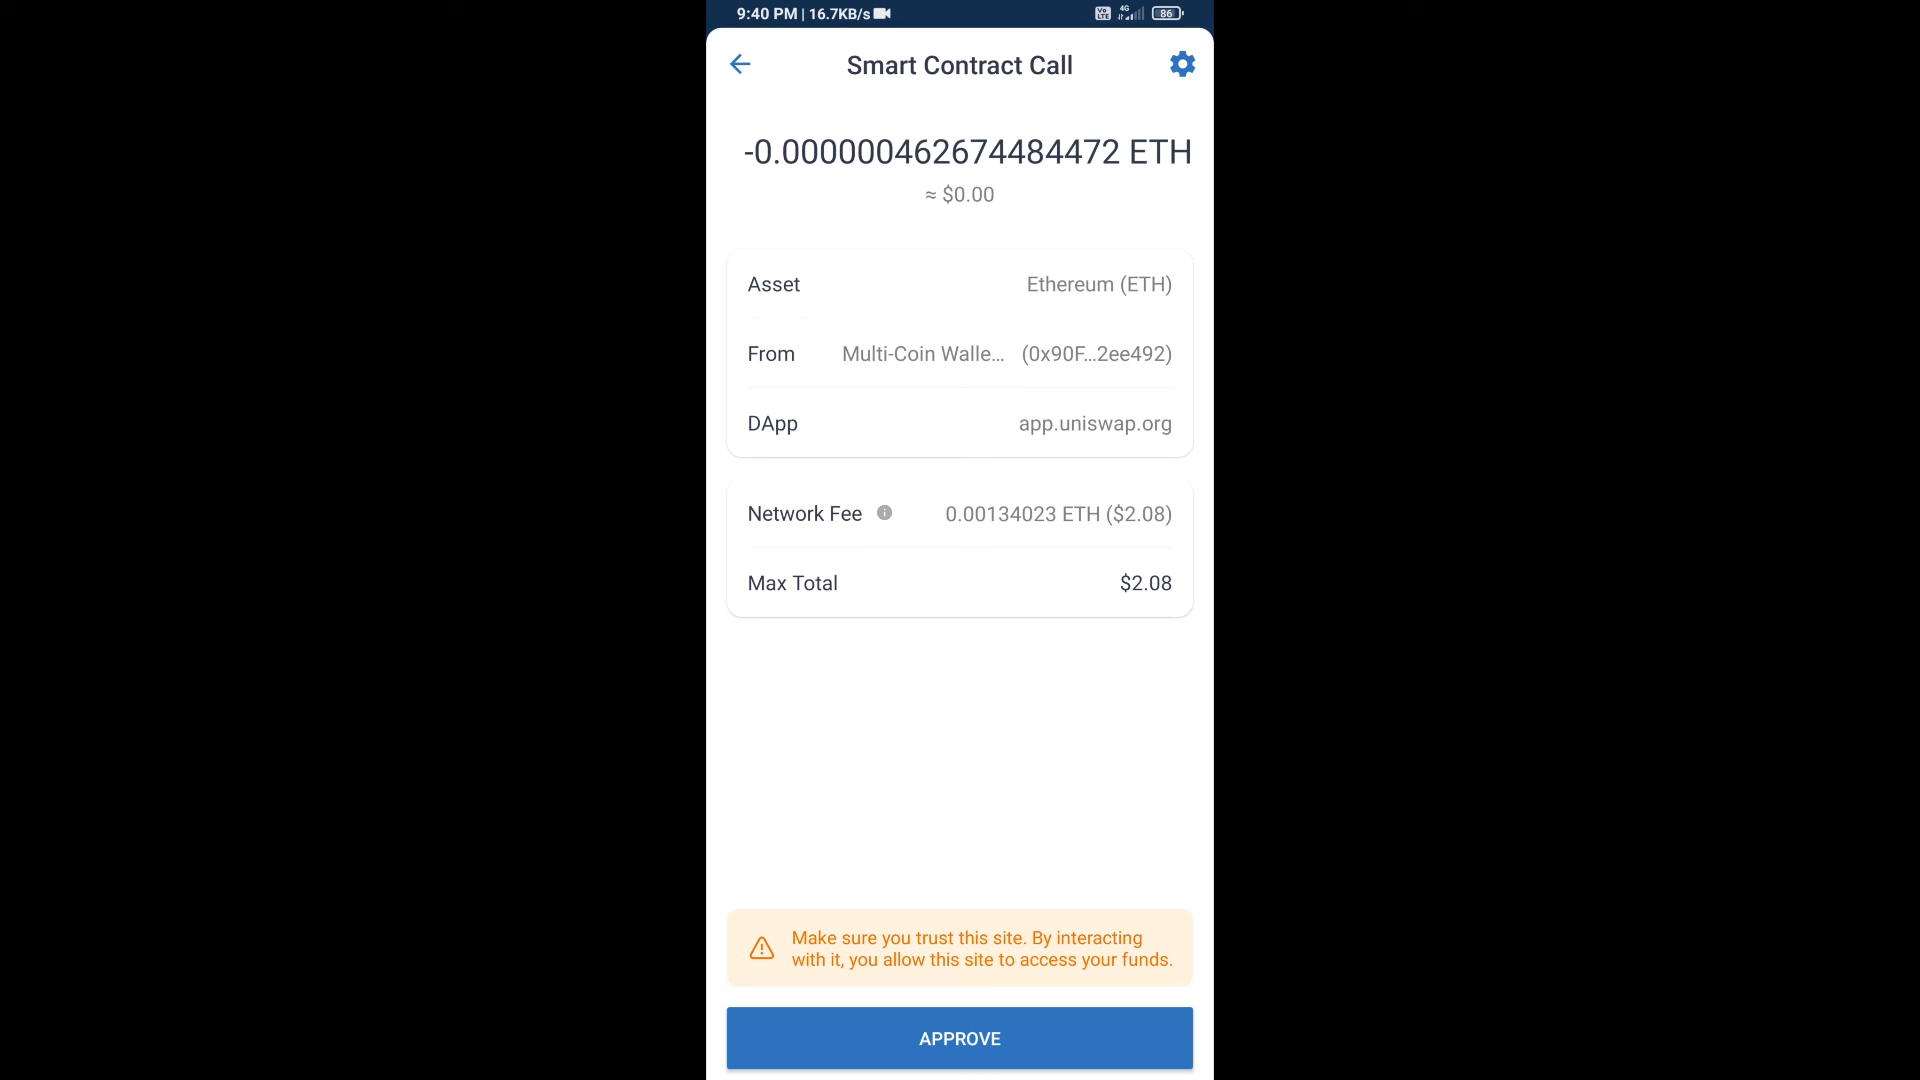 9:40 PM | 16.7KB/s
Vo LTE 4G 86
Smart Contract Call
-0.000000462674484472 ETH
≈ $0.00
Asset Ethereum (ETH)
From Multi-Coin Walle... (0x90F...2ee492)
DApp app.uniswap.org
Network Fee 0.00134023 ETH ($2.08)
Max Total $2.08
Make sure you trust this site. By interacting
with it, you allow this site to access your funds.
APPROVE